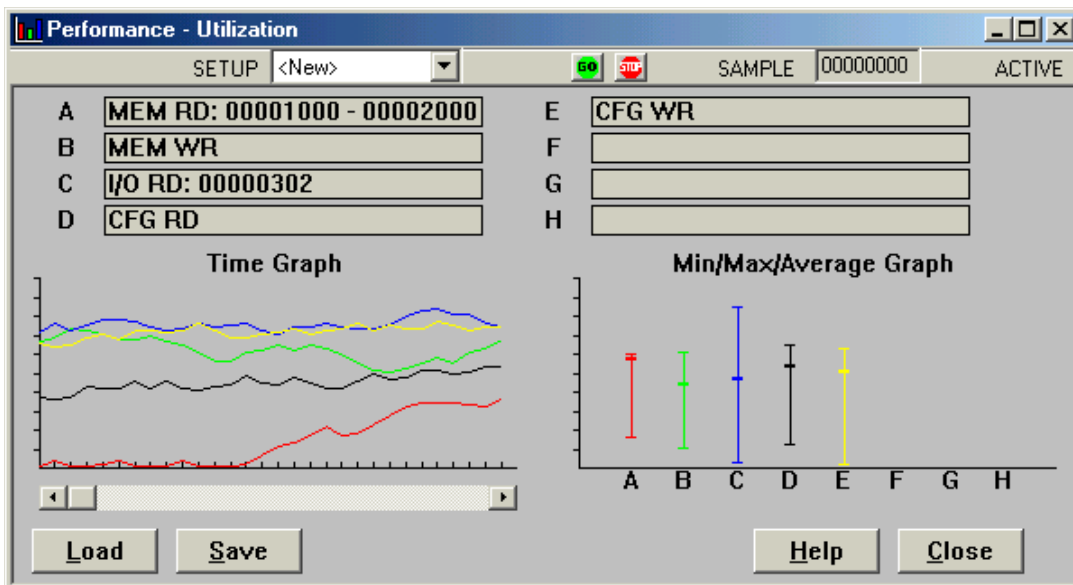 Performance - Utilization
SETUP <New> GO STOP SAMPLE 00000000 ACTIVE
A MEM RD: 00001000 - 00002000 E CFG WR
B MEM WR F
C I/O RD: 00000302 G
D CFG RD H
Time Graph Min/Max/Average Graph
A B C D E F G H
Load Save Help Close